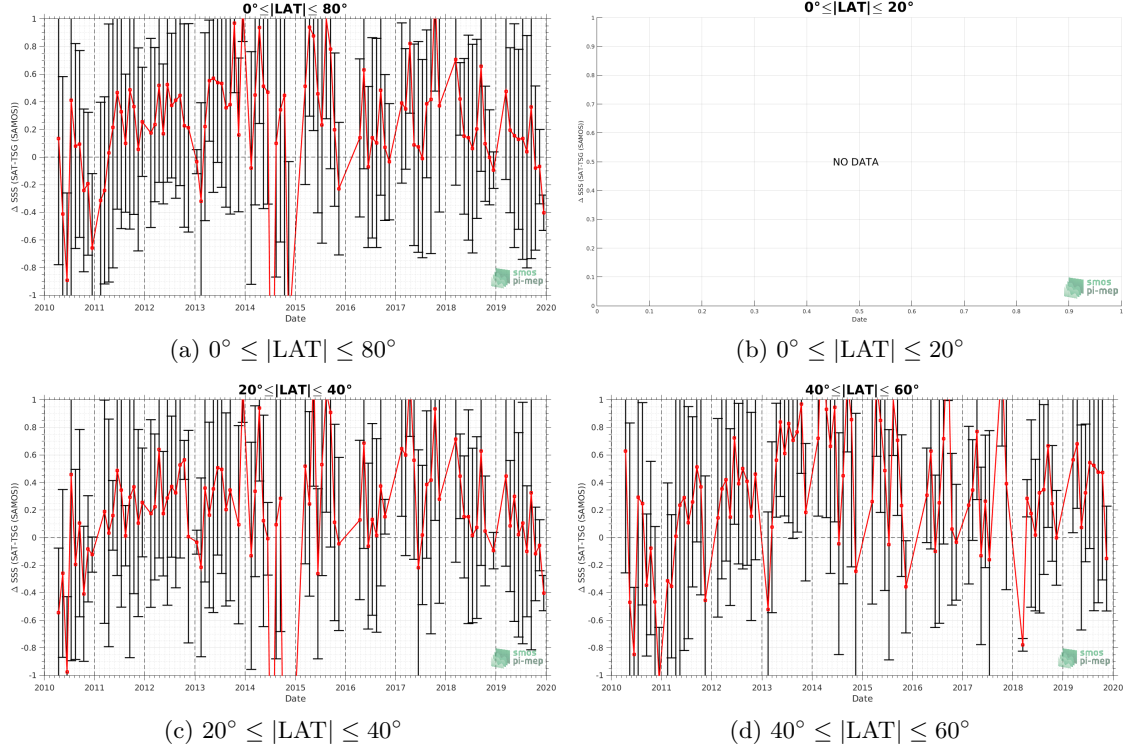 0°≤|LAT|≤ 80°
Δ SSS (SAT-TSG (SAMOS))
1
0.8
0.6
0.4
0.2
0
-0.2
-0.4
-0.6
-0.8
-1
2010 2011 2012 2013 2014 2015 2016 2017 2018 2019 2020
Date
smos
pi-mep
(a) 0° ≤ |LAT| ≤ 80°
0°≤|LAT|≤ 20°
Δ SSS (SAT-TSG (SAMOS))
1
0.9
0.8
0.7
0.6
0.5
0.4
0.3
0.2
0.1
0
NO DATA
0 0.1 0.2 0.3 0.4 0.5 0.6 0.7 0.8 0.9 1
Date
smos
pi-mep
(b) 0° ≤ |LAT| ≤ 20°
20°≤|LAT|≤ 40°
Δ SSS (SAT-TSG (SAMOS))
1
0.8
0.6
0.4
0.2
0
-0.2
-0.4
-0.6
-0.8
-1
2010 2011 2012 2013 2014 2015 2016 2017 2018 2019 2020
Date
smos
pi-mep
(c) 20° ≤ |LAT| ≤ 40°
40°≤|LAT|≤ 60°
Δ SSS (SAT-TSG (SAMOS))
1
0.8
0.6
0.4
0.2
0
-0.2
-0.4
-0.6
-0.8
-1
2010 2011 2012 2013 2014 2015 2016 2017 2018 2019 2020
Date
smos
pi-mep
(d) 40° ≤ |LAT| ≤ 60°